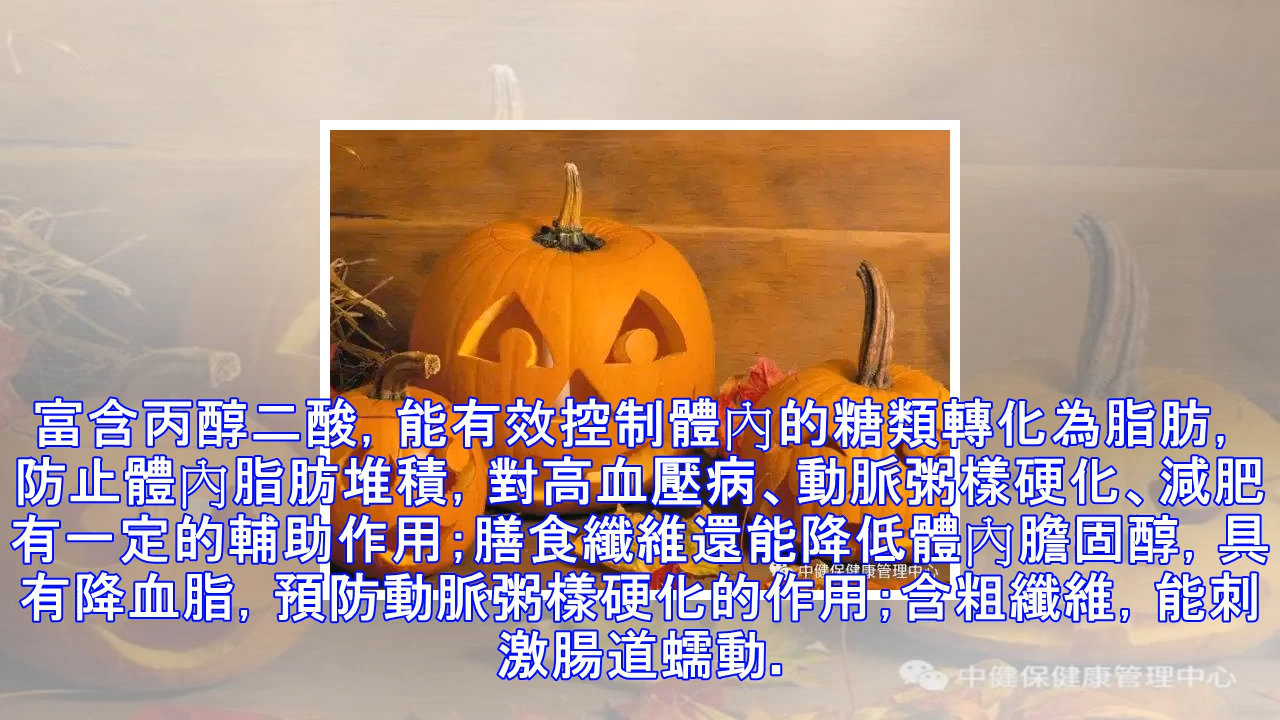 富含丙醇二酸, 能有效控制體內的糖類轉化為脂肪,
防止體內脂肪堆積, 對高血壓病、動脈粥樣硬化、減肥
有一定的輔助作用;膳食纖維還能降低體內膽固醇, 具
有降血脂, 預防動脈粥樣硬化的作用;含粗纖維, 能刺
激腸道蠕動.
中健保健康管理中心
中健保健康管理中心